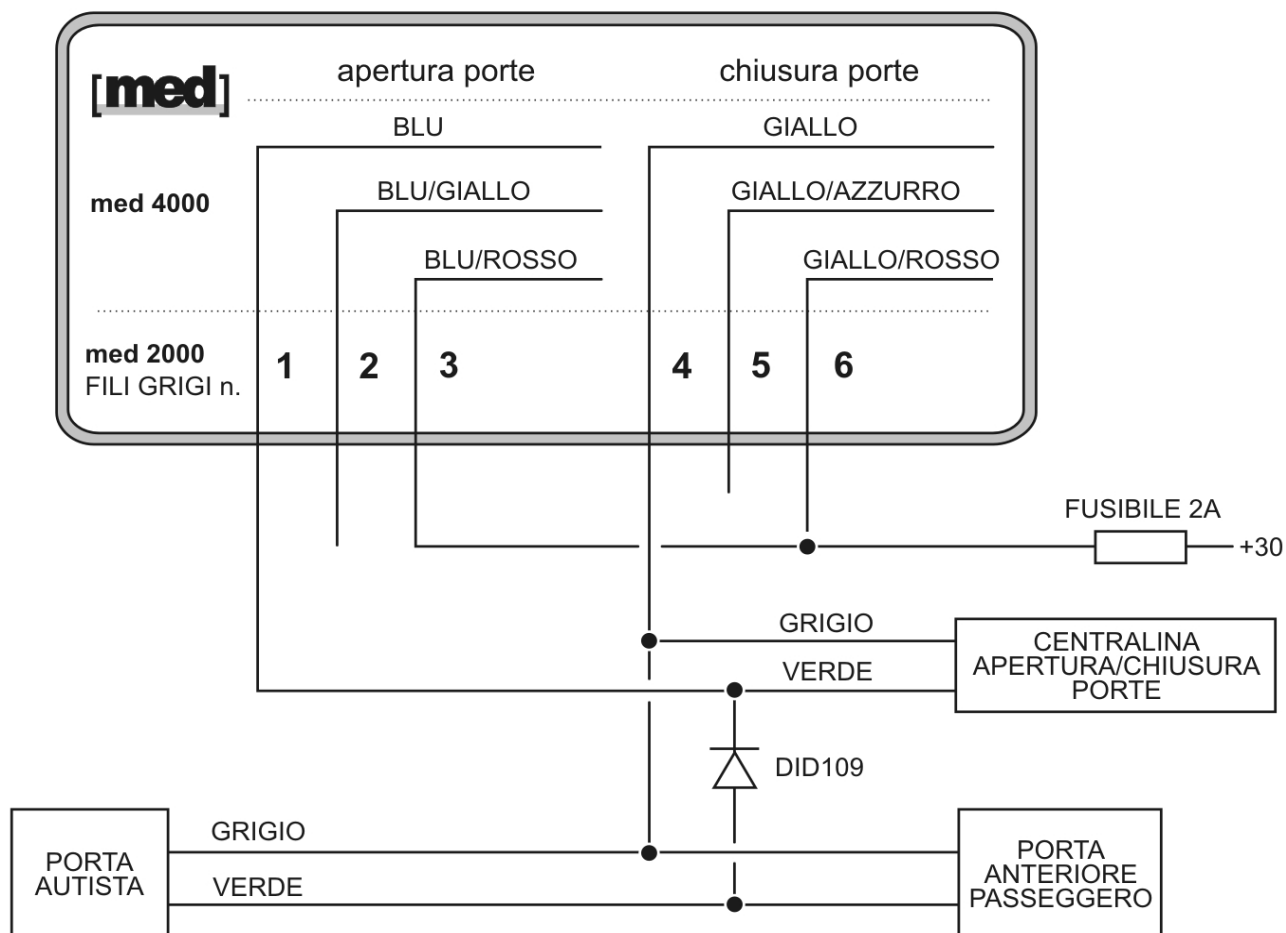 [med]
apertura porte
chiusura porte
BLU
GIALLO
med 4000
BLU/GIALLO
GIALLO/AZZURRO
BLU/ROSSO
GIALLO/ROSSO
med 2000
FILI GRIGI n.
1
2
3
4
5
6
FUSIBILE 2A
+30
GRIGIO
VERDE
CENTRALINA
APERTURA/CHIUSURA
PORTE
DID109
PORTA
AUTISTA
GRIGIO
VERDE
PORTA
ANTERIORE
PASSEGGERO